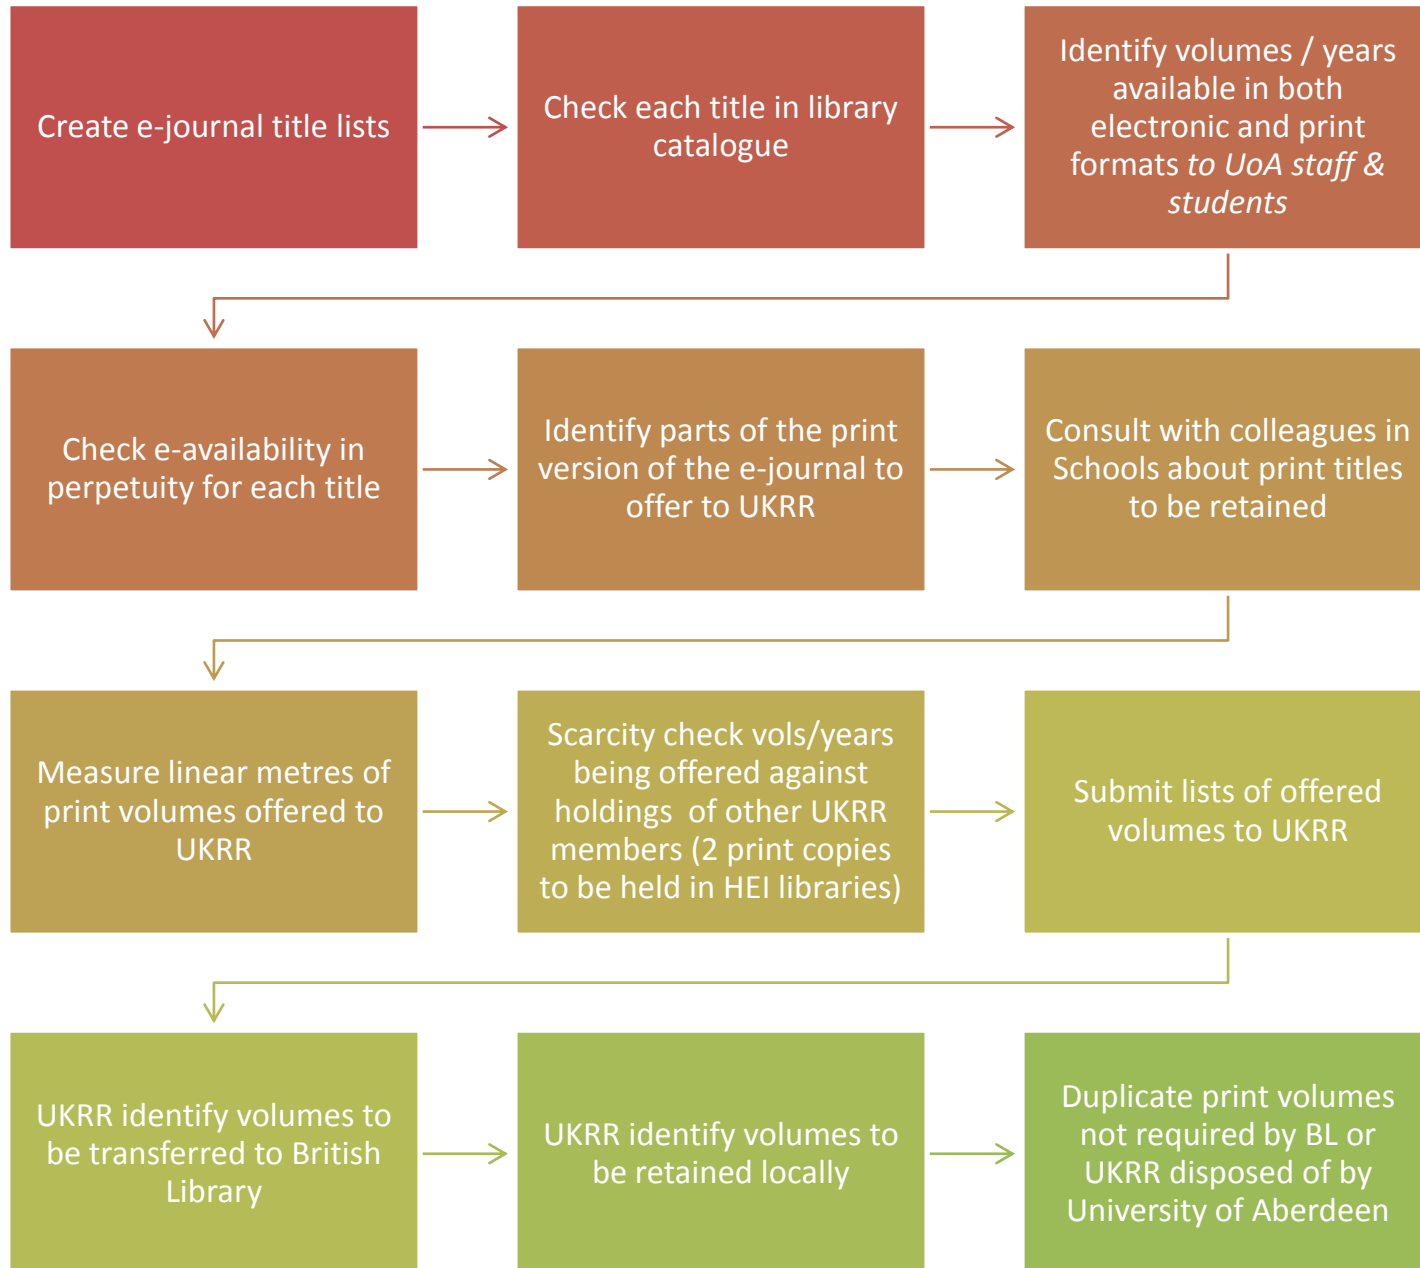 Create e-journal title lists
Check each title in library
catalogue
Identify volumes / years
available in both
electronic and print
formats to UoA staff &
students
Check e-availability in
perpetuity for each title
Identify parts of the print
version of the e-journal to
offer to UKRR
Consult with colleagues in
Schools about print titles
to be retained
Measure linear metres of
print volumes offered to
UKRR
Scarcity check vols/years
being offered against
holdings  of other UKRR
members (2 print copies
to be held in HEI libraries)
Submit lists of offered
volumes to UKRR
UKRR identify volumes to
be transferred to British
Library
UKRR identify volumes to
be retained locally
Duplicate print volumes
not required by BL or
UKRR disposed of by
University of Aberdeen